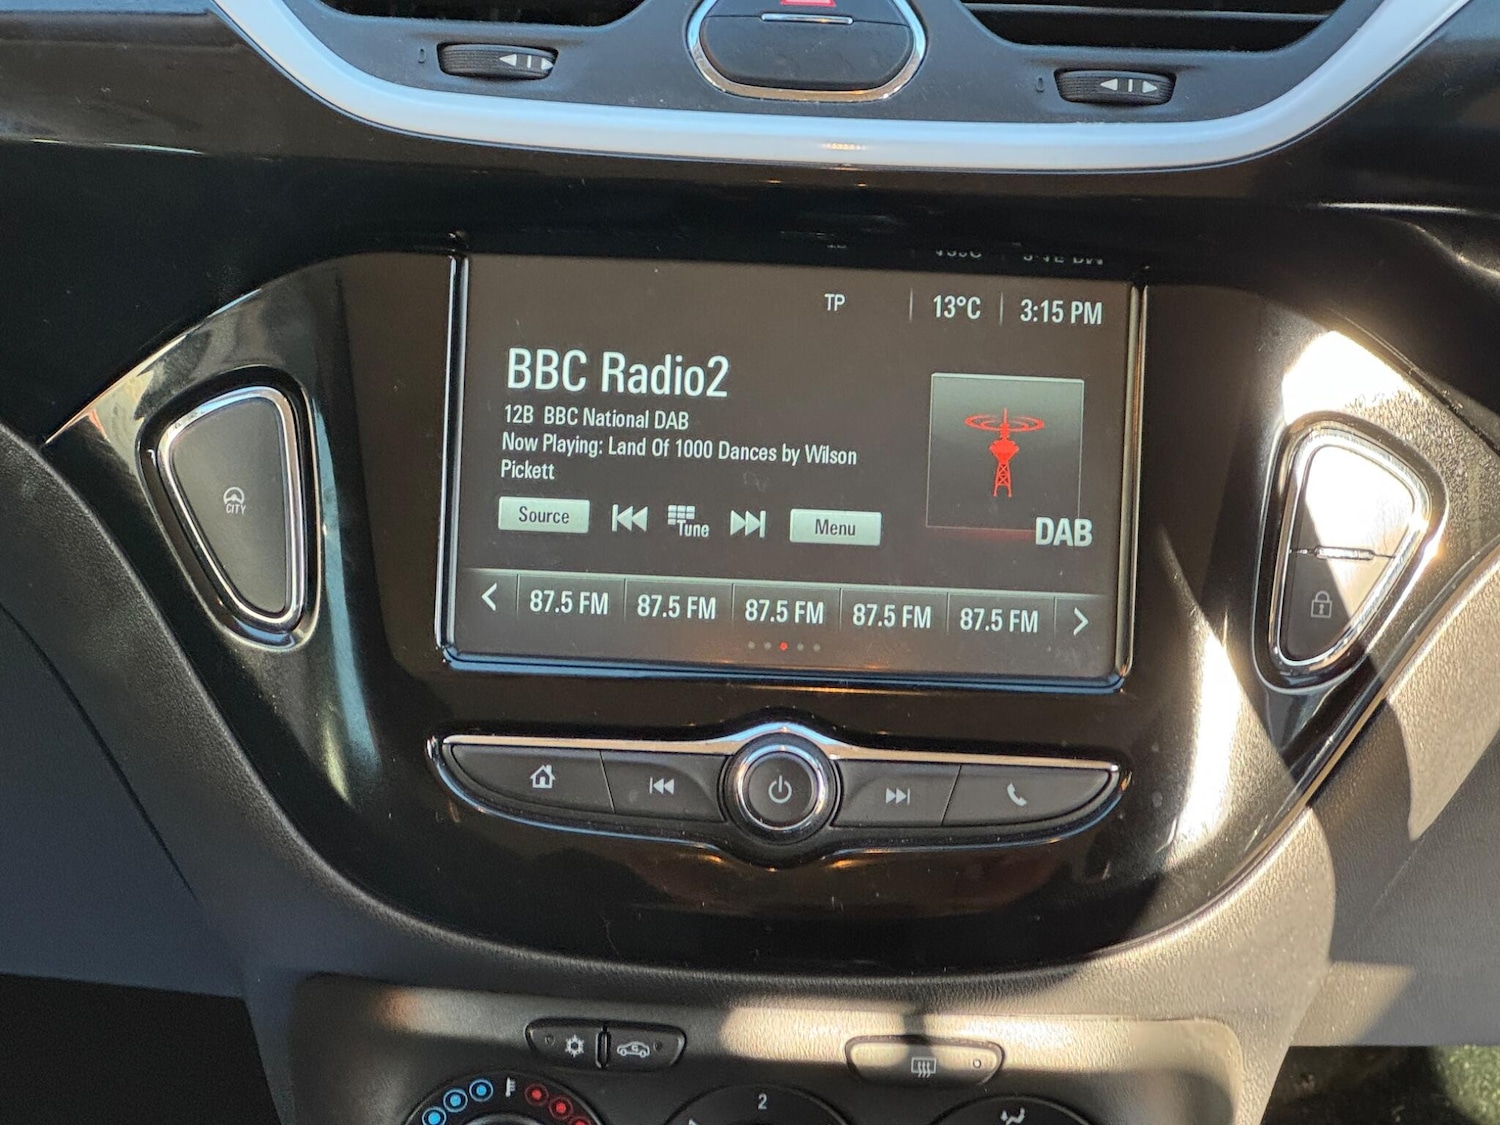 TP 13°C 3:15 PM
BBC Radio2
12B BBC National DAB
Now Playing: Land Of 1000 Dances by Wilson
Pickett
Source Tune Menu
DAB
87.5 FM 87.5 FM 87.5 FM 87.5 FM 87.5 FM
CITY
2